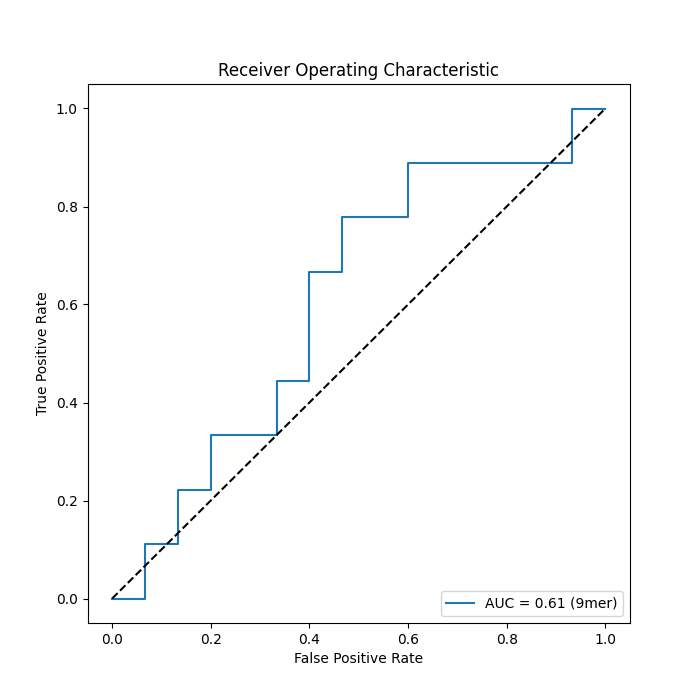 Receiver Operating Characteristic
1.0
0.8
0.6
0.4
0.2
0.0
True Positive Rate
AUC = 0.61 (9mer)
0.0 0.2 0.4 0.6 0.8 1.0
False Positive Rate